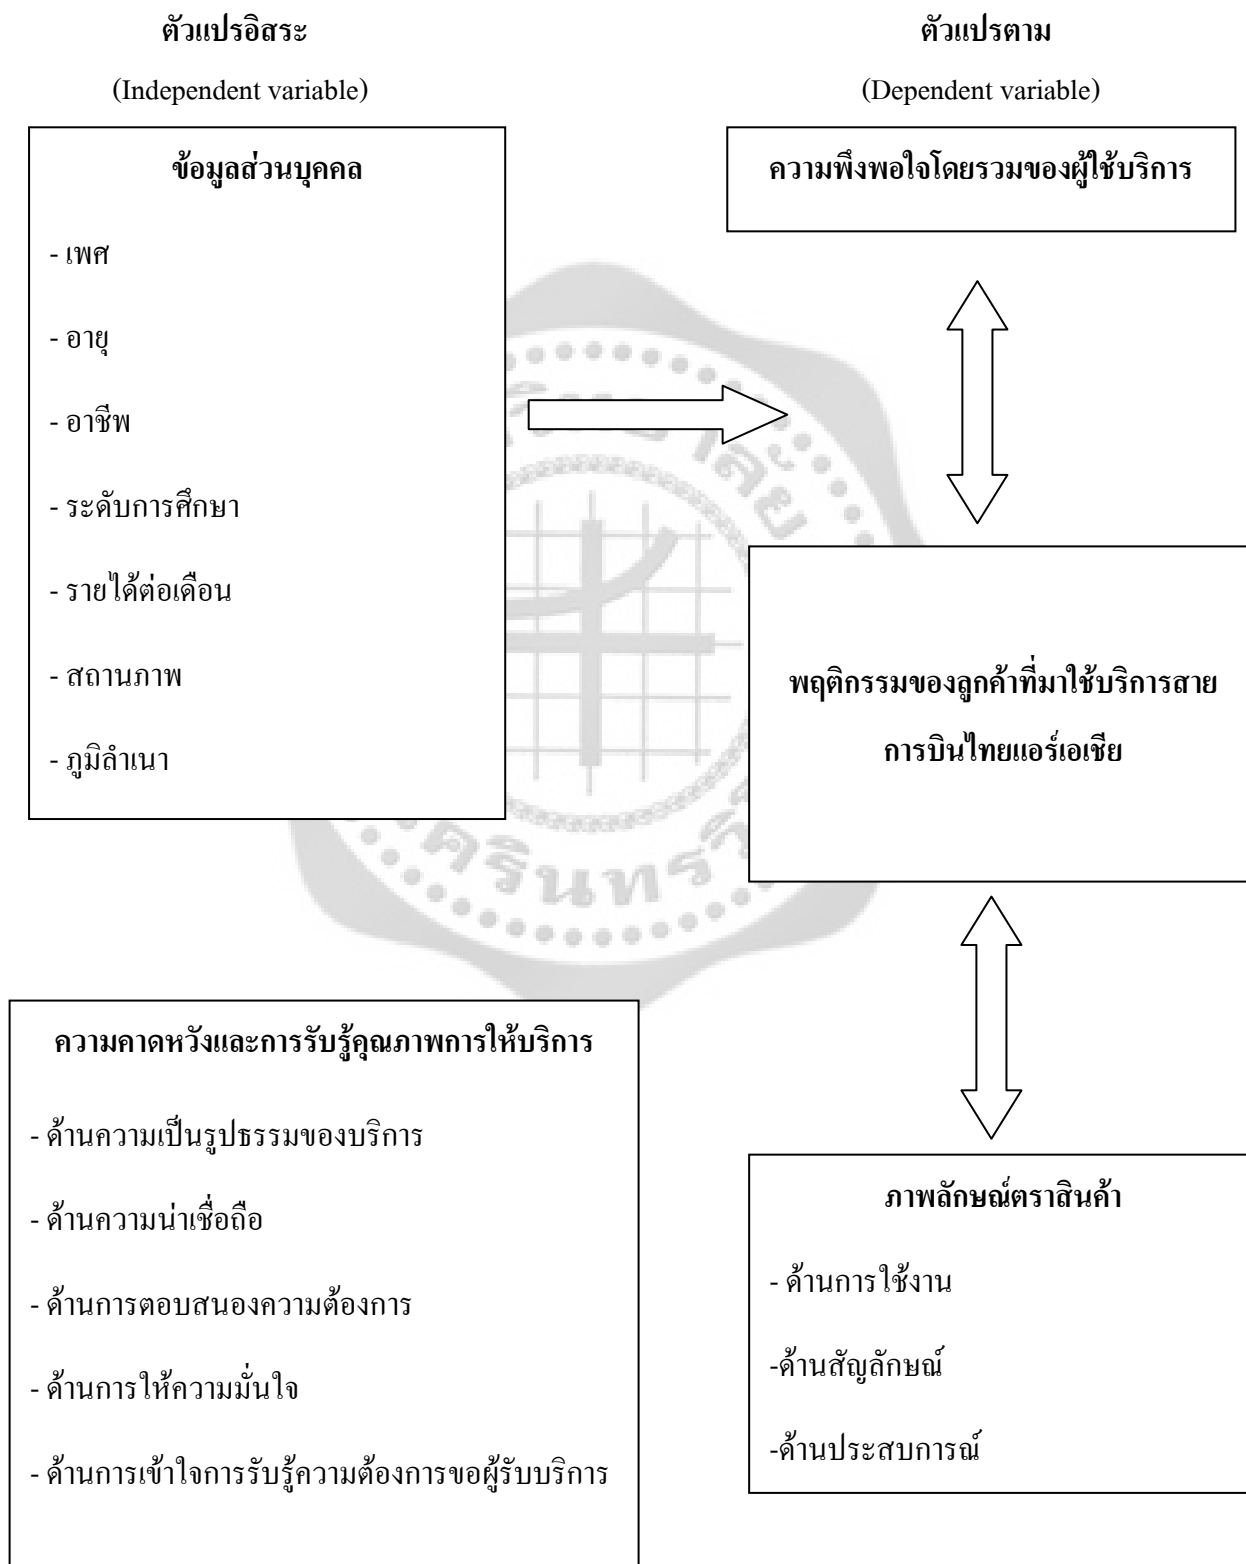 ตัวแปรอิสระ
(Independent variable)
ตัวแปรตาม
(Dependent variable)
ข้อมูลส่วนบุคคล
- เพศ
- อายุ
- อาชีพ
- ระดับการศึกษา
- รายได้ต่อเดือน
- สถานภาพ
- ภูมิลำเนา
ความพึงพอใจโดยรวมของผู้ใช้บริการ
พฤติกรรมของลูกค้าที่มาใช้บริการสาย
การบินไทยแอร์เอเชีย
ความคาดหวังและการรับรู้คุณภาพการให้บริการ
- ด้านความเป็นรูปธรรมของบริการ
- ด้านความน่าเชื่อถือ
- ด้านการตอบสนองความต้องการ
- ด้านการให้ความมั่นใจ
- ด้านการเข้าใจการรับรู้ความต้องการขอผู้รับบริการ
ภาพลักษณ์ตราสินค้า
- ด้านการใช้งาน
-ด้านสัญลักษณ์
-ด้านประสบการณ์